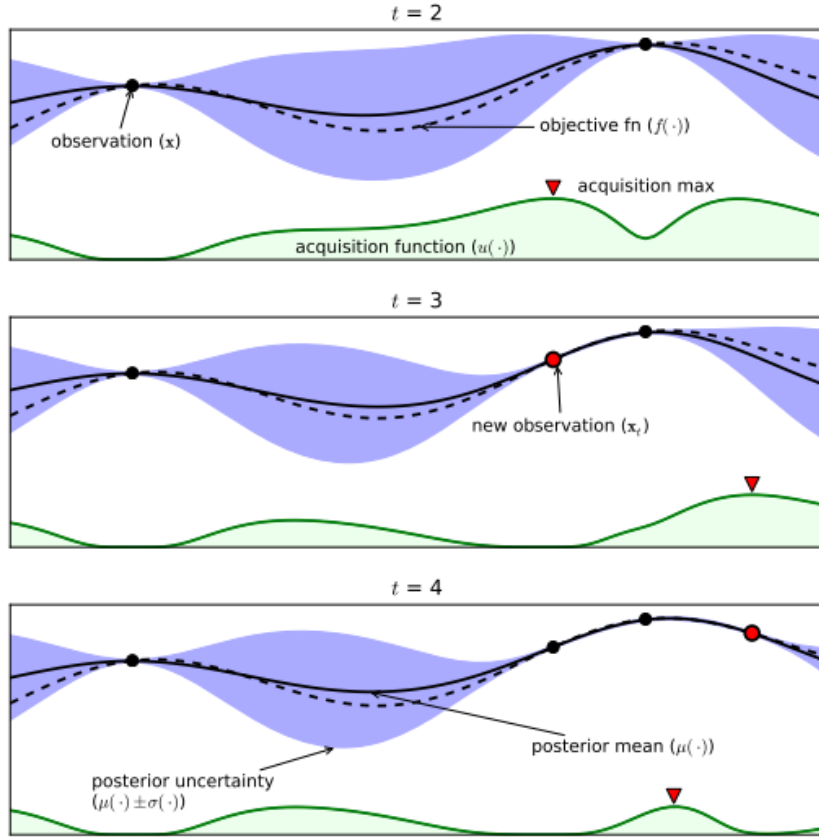 t = 2
observation (x)
objective fn (f(·))
acquisition max
acquisition function (u(·))
t = 3
new observation (xₜ)
t = 4
posterior mean (μ(·))
posterior uncertainty
(μ(·)±σ(·))